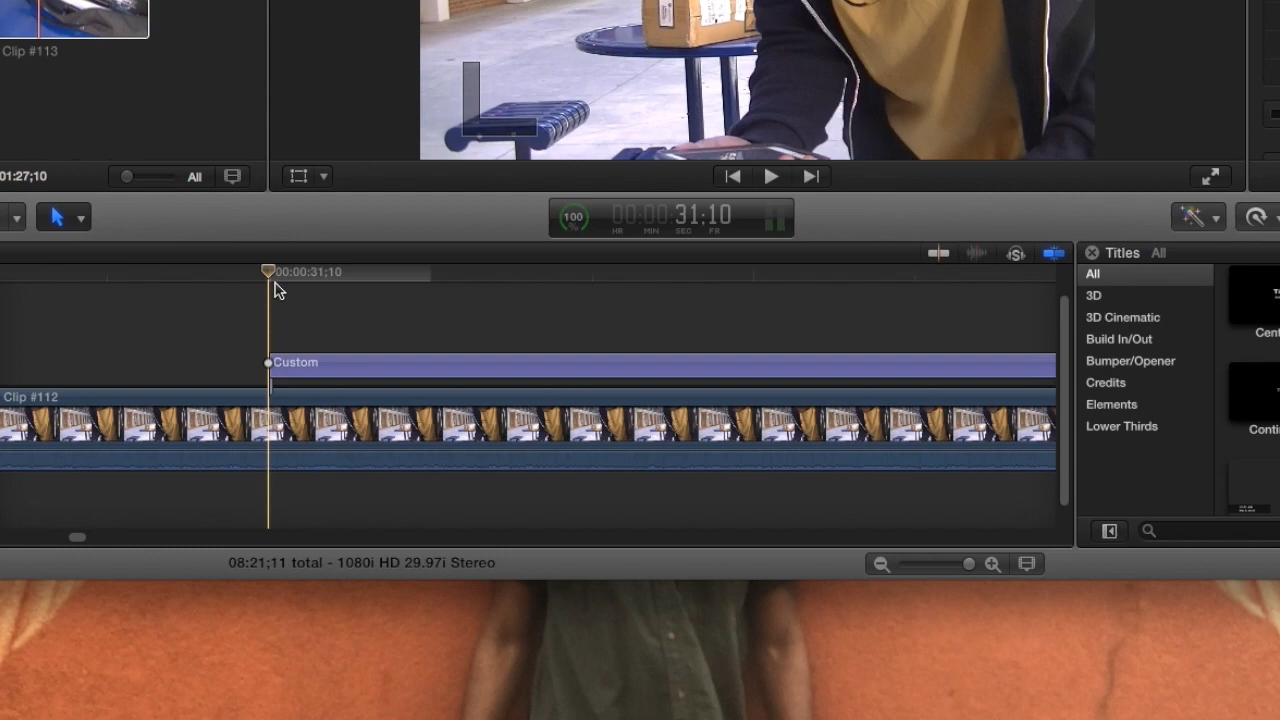 Clip #113
01:27;10
All
100
%
00:00:31;10
HR MIN SEC FR
00:00:31;10
Titles All
All
3D
3D Cinematic
Build In/Out
Bumper/Opener
Credits
Elements
Lower Thirds
Custom
Clip #112
08:21;11 total - 1080i HD 29.97i Stereo